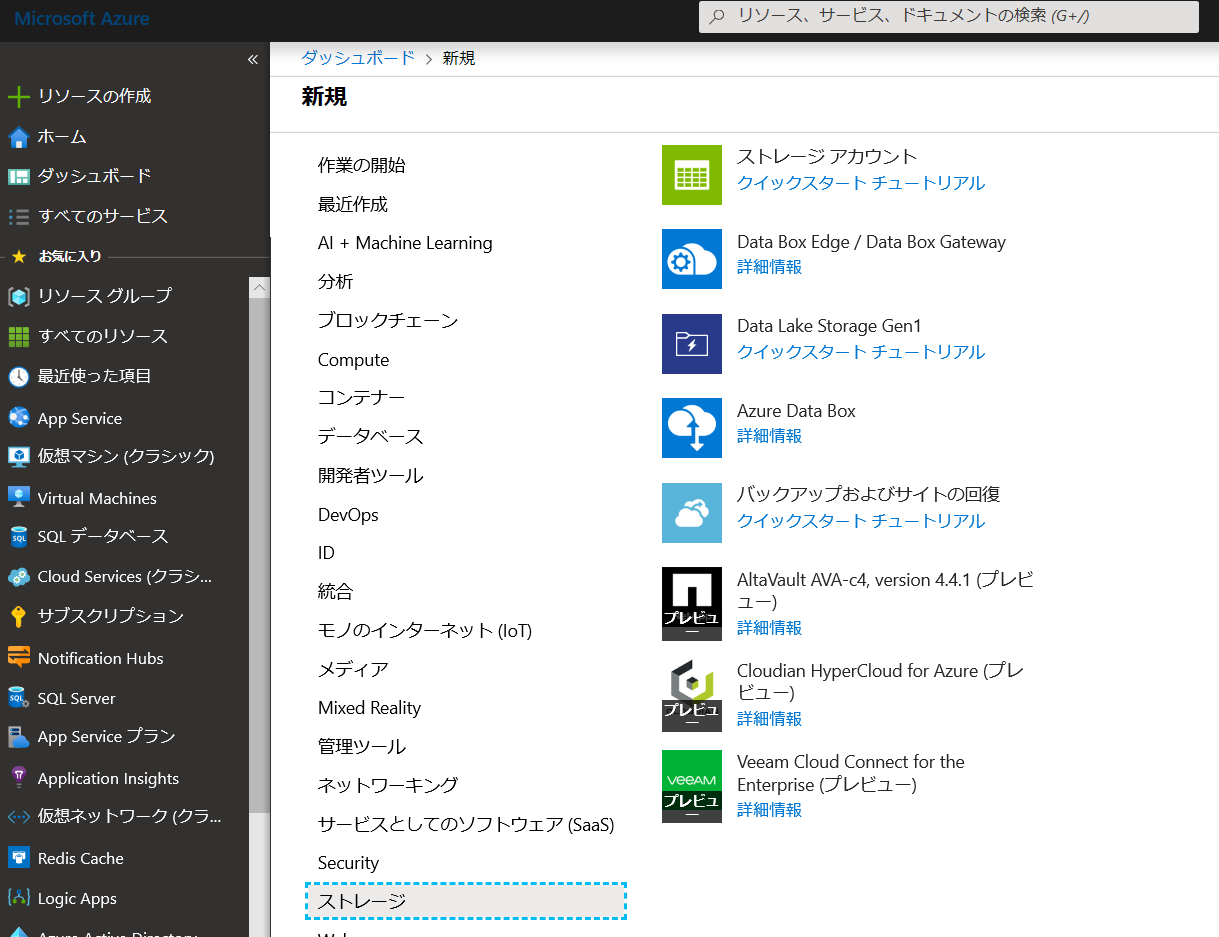 Microsoft Azure
リソース、サービス、ドキュメントの検索 (G+/)
«
リソースの作成
ホーム
ダッシュボード
すべてのサービス
お気に入り
リソース グループ
すべてのリソース
最近使った項目
App Service
仮想マシン (クラシック)
Virtual Machines
SQL データベース
Cloud Services (クラシ...
サブスクリプション
Notification Hubs
SQL Server
App Service プラン
Application Insights
仮想ネットワーク (クラ...
Redis Cache
Logic Apps
Azure Active Directory
ダッシュボード > 新規
新規
作業の開始
最近作成
AI + Machine Learning
分析
ブロックチェーン
Compute
コンテナー
データベース
開発者ツール
DevOps
ID
統合
モノのインターネット (IoT)
メディア
Mixed Reality
管理ツール
ネットワーキング
サービスとしてのソフトウェア (SaaS)
Security
ストレージ
ストレージ アカウント
クイックスタート チュートリアル
Data Box Edge / Data Box Gateway
詳細情報
Data Lake Storage Gen1
クイックスタート チュートリアル
Azure Data Box
詳細情報
バックアップおよびサイトの回復
クイックスタート チュートリアル
プレビュ
ー
AltaVault AVA-c4, version 4.4.1 (プレビ
ュー)
詳細情報
プレビュ
ー
Cloudian HyperCloud for Azure (プレ
ビュー)
詳細情報
veeam
プレビュ
ー
Veeam Cloud Connect for the
Enterprise (プレビュー)
詳細情報